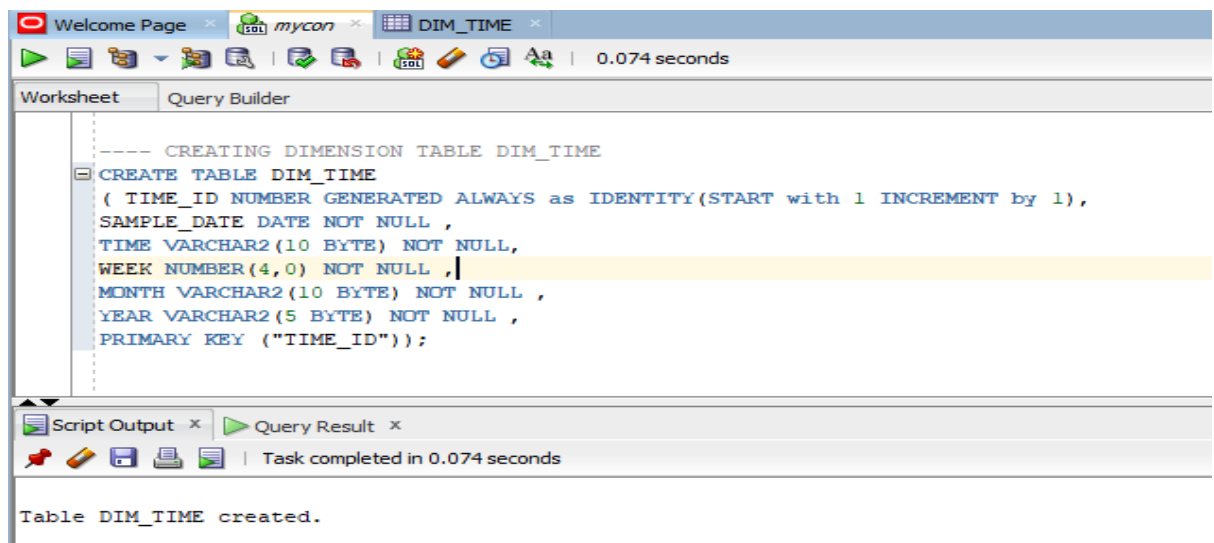 Welcome Page × mycon × DIM_TIME ×
0.074 seconds
Worksheet Query Builder
---- CREATING DIMENSION TABLE DIM_TIME
CREATE TABLE DIM_TIME
( TIME_ID NUMBER GENERATED ALWAYS as IDENTITY(START with 1 INCREMENT by 1),
SAMPLE_DATE DATE NOT NULL ,
TIME VARCHAR2(10 BYTE) NOT NULL,
WEEK NUMBER(4,0) NOT NULL ,
MONTH VARCHAR2(10 BYTE) NOT NULL ,
YEAR VARCHAR2(5 BYTE) NOT NULL ,
PRIMARY KEY ("TIME_ID"));
Script Output × Query Result ×
Task completed in 0.074 seconds
Table DIM_TIME created.